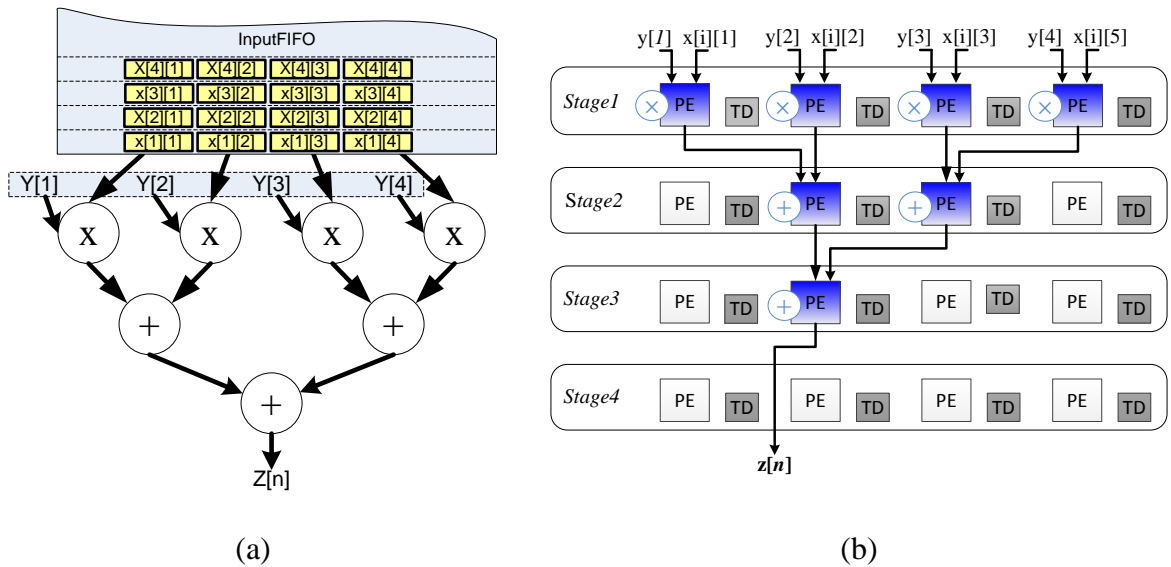 InputFIFO
X[4][1] X[4][2] X[4][3] X[4][4]
x[3][1] x[3][2] x[3][3] x[3][4]
X[2][1] X[2][2] X[2][3] X[2][4]
x[1][1] x[1][2] x[1][3] x[1][4]
Y[1] Y[2] Y[3] Y[4]
X X X X
+ +
+
Z[n]
(a)
y[1] x[i][1] y[2] x[i][2] y[3] x[i][3] y[4] x[i][5]
Stage1 × PE TD × PE TD × PE TD × PE TD
Stage2 PE TD + PE TD + PE TD PE TD
Stage3 PE TD + PE TD PE TD PE TD
Stage4 PE TD PE TD PE TD PE TD
z[n]
(b)